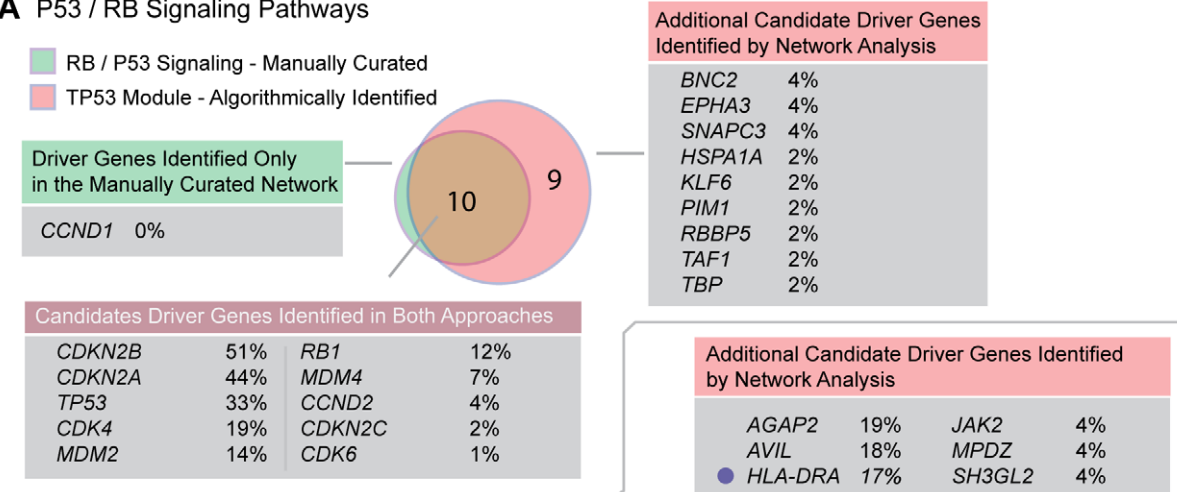 A P53 / RB Signaling Pathways
RB / P53 Signaling - Manually Curated
TP53 Module - Algorithmically Identified
Driver Genes Identified Only
in the Manually Curated Network
CCND1 0%
10
9
Additional Candidate Driver Genes
Identified by Network Analysis
BNC2 4%
EPHA3 4%
SNAPC3 4%
HSPA1A 2%
KLF6 2%
PIM1 2%
RBBP5 2%
TAF1 2%
TBP 2%
Candidates Driver Genes Identified in Both Approaches
CDKN2B 51% RB1 12%
CDKN2A 44% MDM4 7%
TP53 33% CCND2 4%
CDK4 19% CDKN2C 2%
MDM2 14% CDK6 1%
Additional Candidate Driver Genes Identified
by Network Analysis
AGAP2 19% JAK2 4%
AVIL 18% MPDZ 4%
HLA-DRA 17% SH3GL2 4%